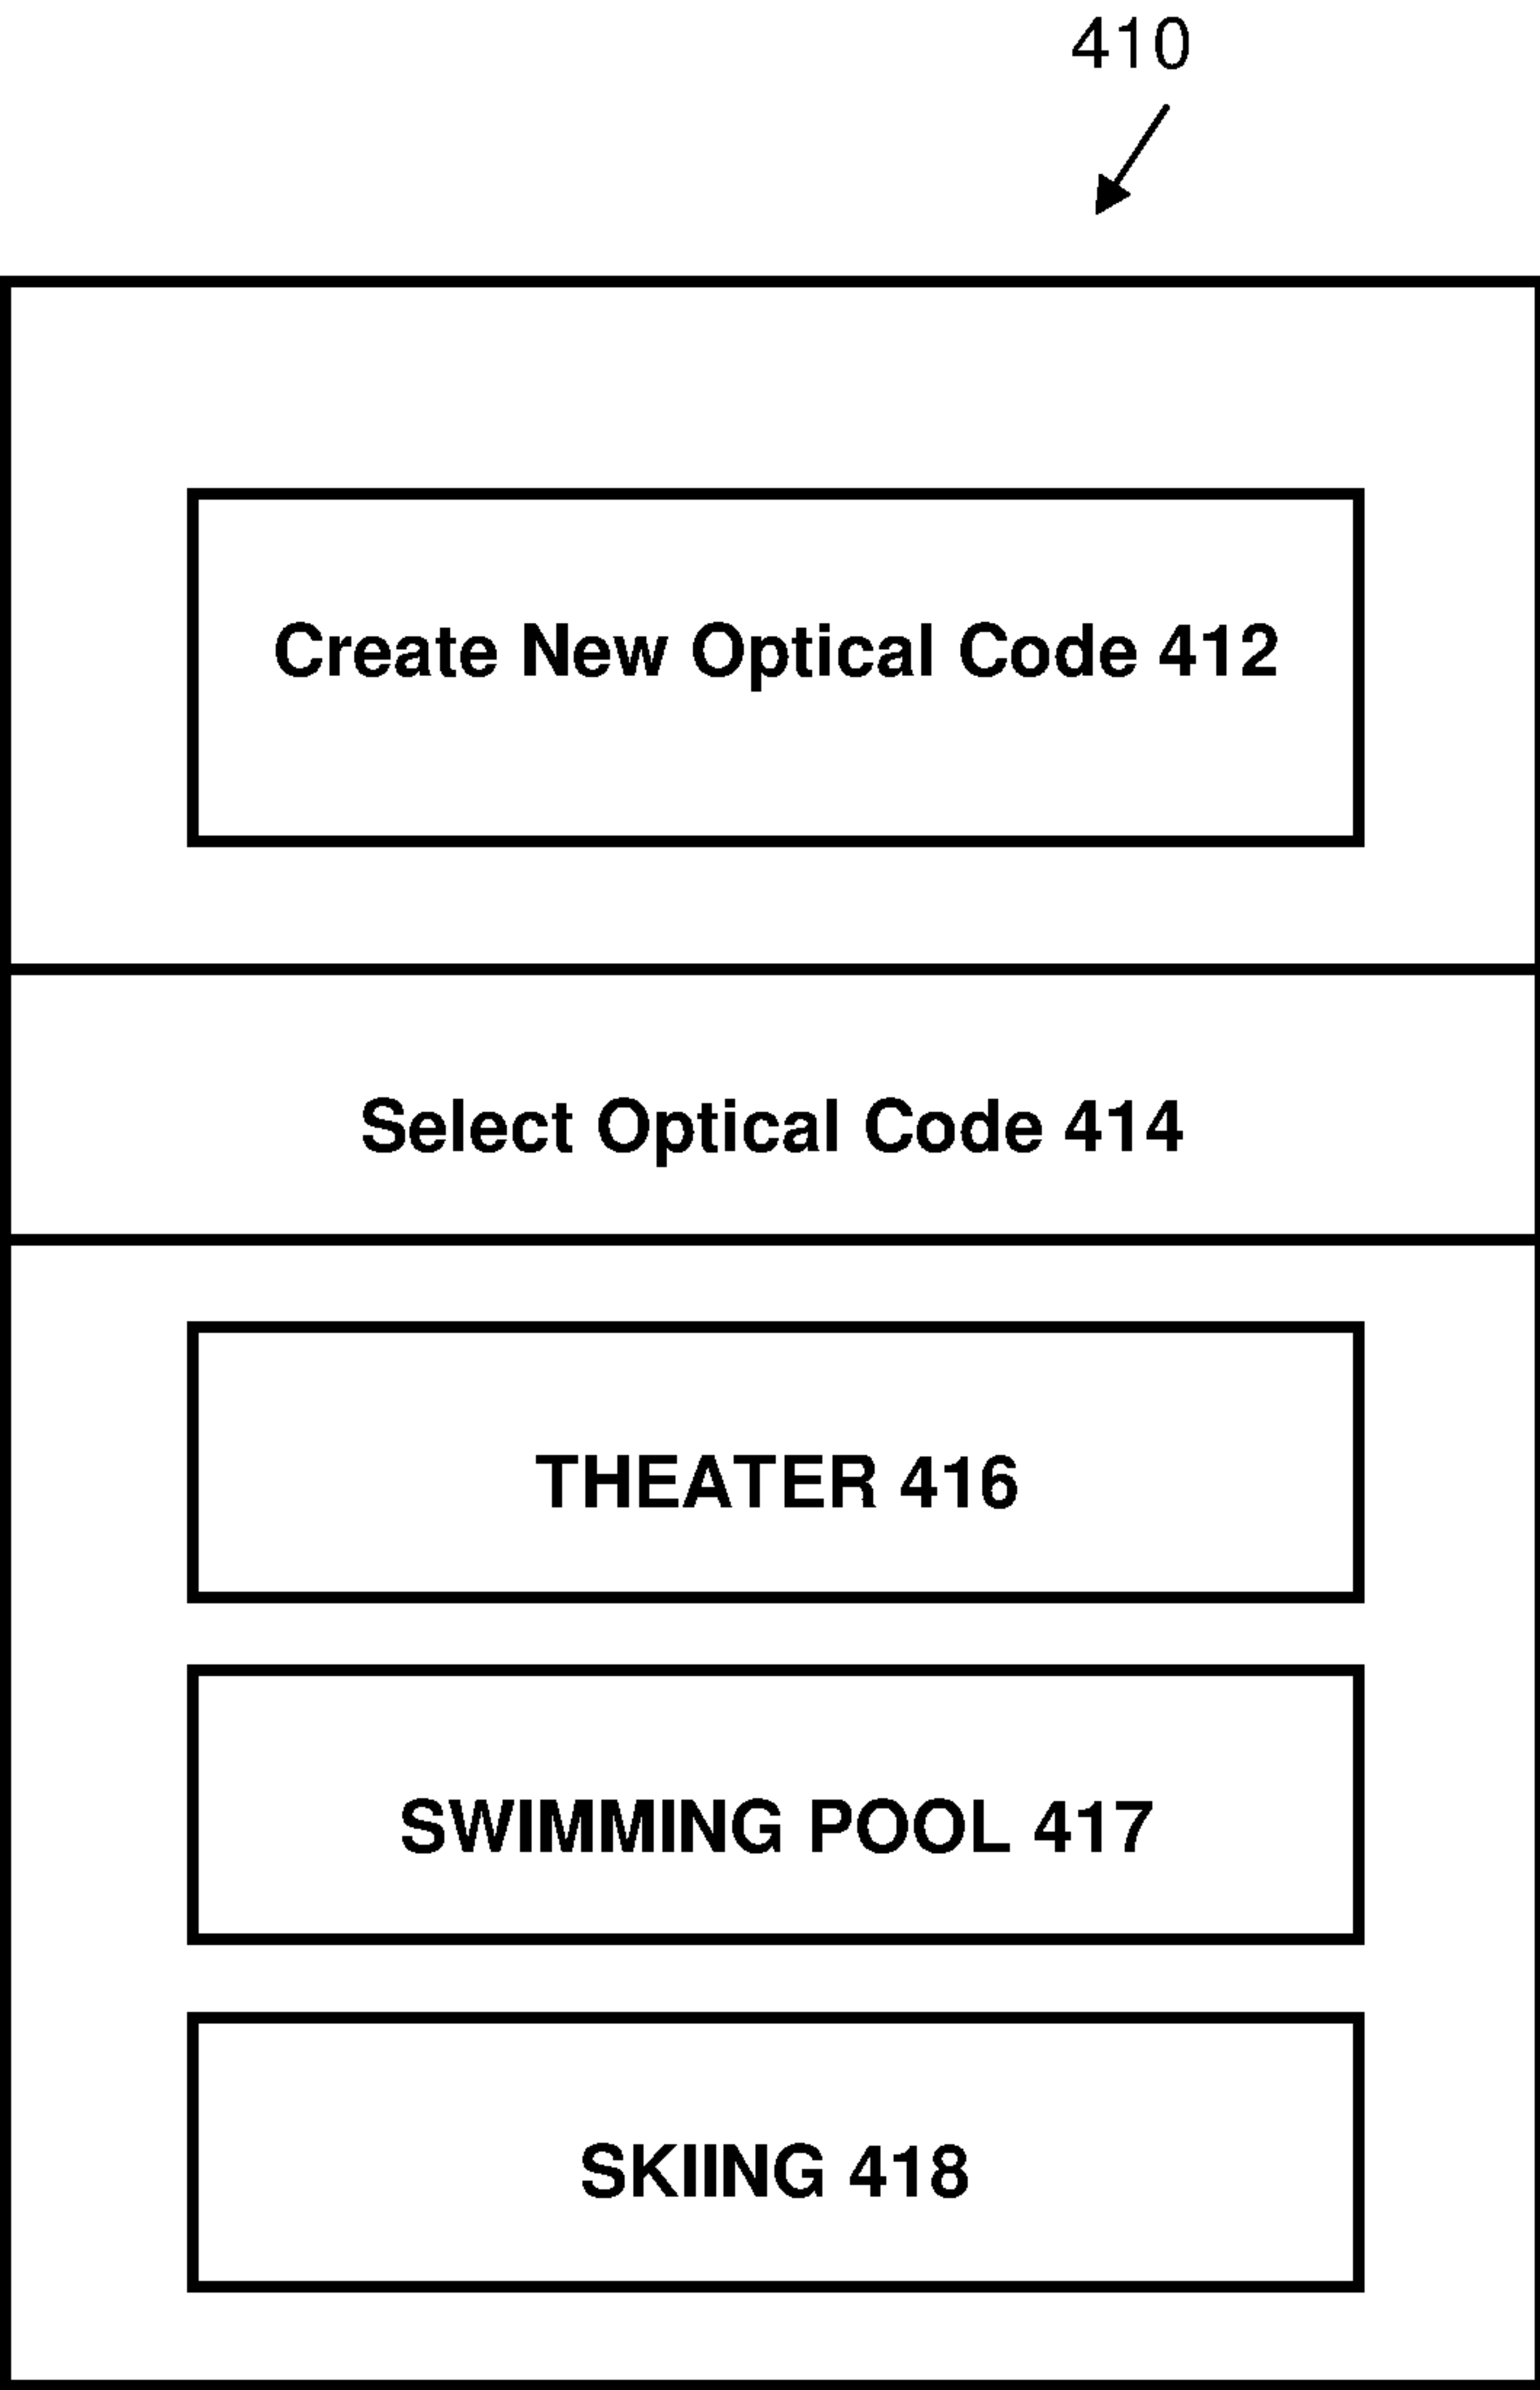 410
Create New Optical Code 412
Select Optical Code 414
THEATER 416
SWIMMING POOL 417
SKIING 418